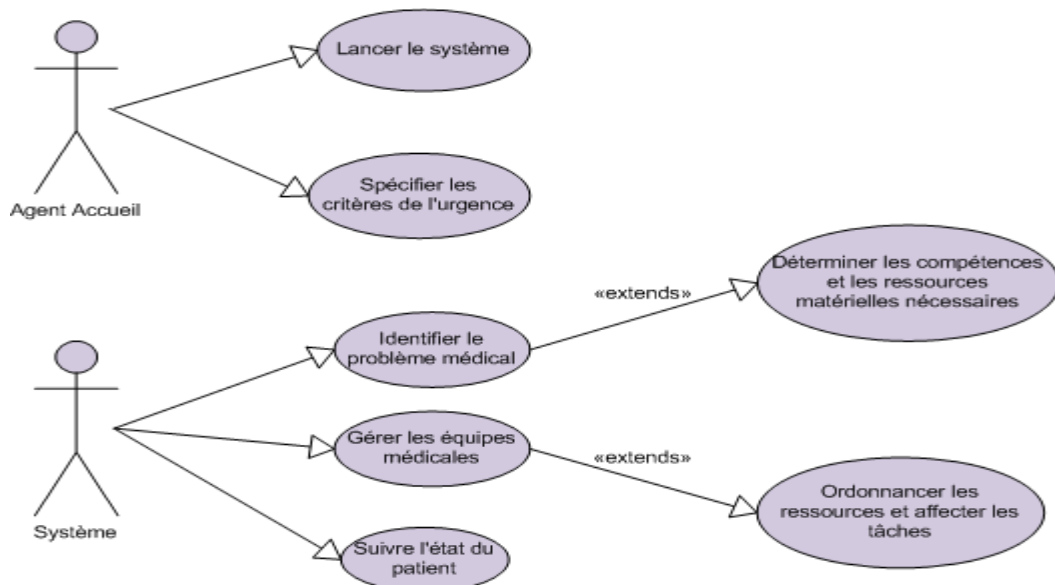 Lancer le système
Spécifier les
critères de l'urgence
Agent Accueil
Déterminer les compétences
et les ressources
matérielles nécessaires
«extends»
Identifier le
problème médical
Gérer les équipes
médicales
«extends»
Ordonnancer les
ressources et affecter les
tâches
Système
Suivre l'état du
patient